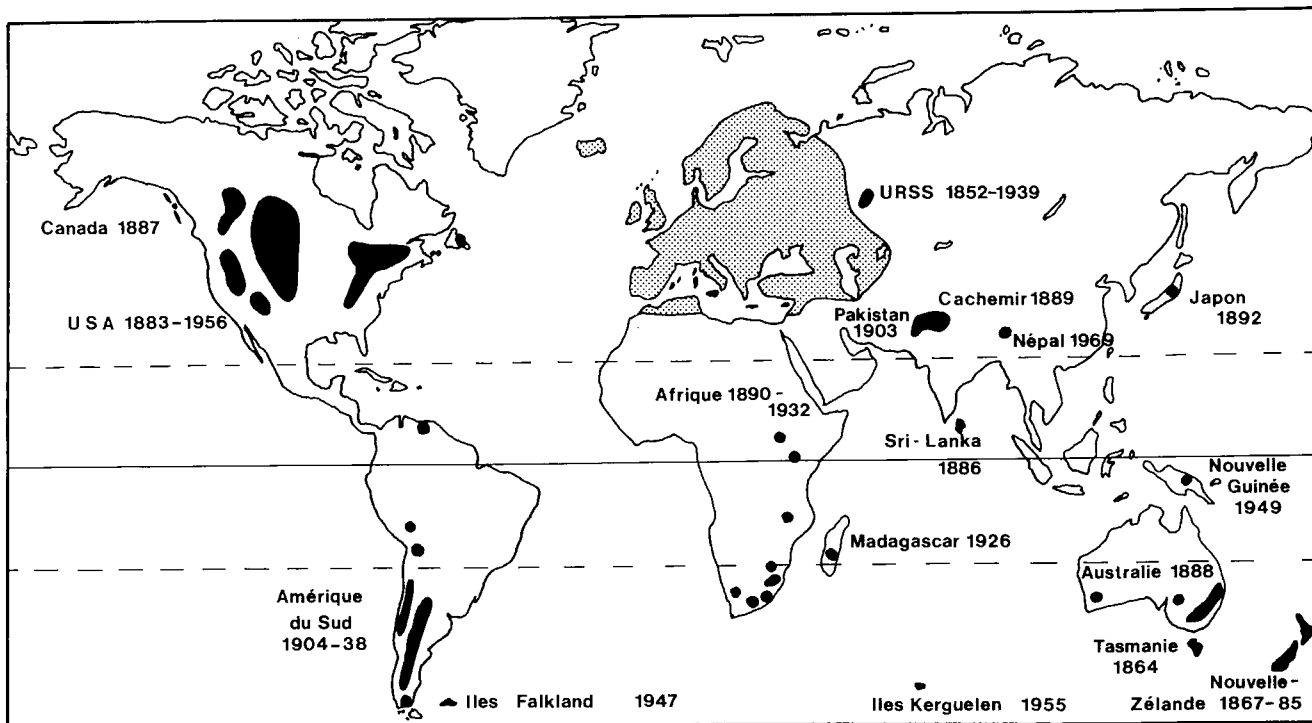 Canada 1887
USA 1883-1956
Amérique
du Sud
1904-38
Iles Falkland 1947
Afrique 1890-
1932
Madagascar 1926
URSS 1852-1939
Cachemir 1889
Pakistan
1903
Népal 1969
Japon
1892
Sri-Lanka
1886
Nouvelle
Guinée
1949
Australie 1888
Tasmanie
1864
Iles Kerguelen 1955
Nouvelle-
Zélande 1867-85